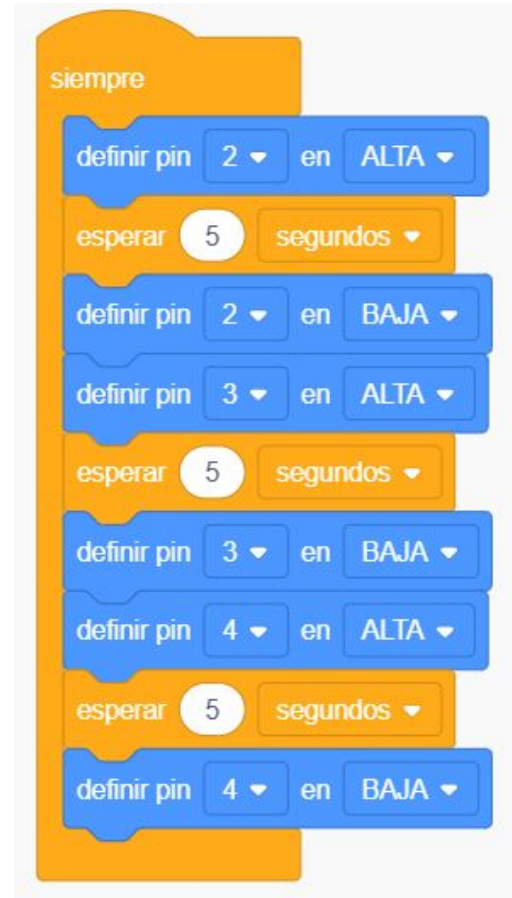 siempre
definir pin 2 en ALTA
esperar 5 segundos
definir pin 2 en BAJA
definir pin 3 en ALTA
esperar 5 segundos
definir pin 3 en BAJA
definir pin 4 en ALTA
esperar 5 segundos
definir pin 4 en BAJA